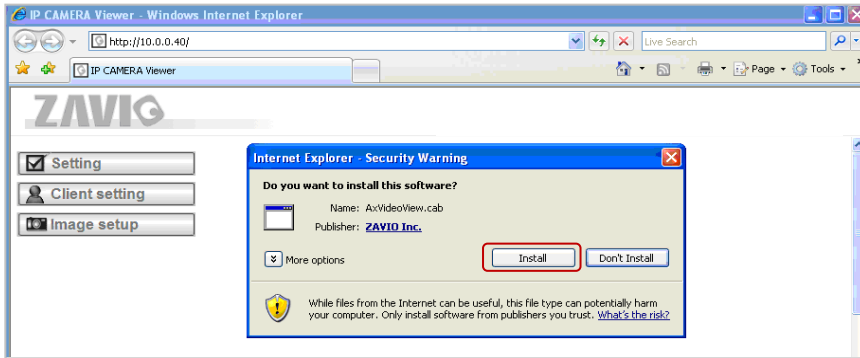 IP CAMERA Viewer - Windows Internet Explorer
http://10.0.0.40/
Live Search
IP CAMERA Viewer
Page
Tools
ZAVIO
Setting
Client setting
Image setup
Internet Explorer - Security Warning
Do you want to install this software?
Name: AxVideoView.cab
Publisher: ZAVIO Inc.
More options
Install
Don't Install
While files from the Internet can be useful, this file type can potentially harm
your computer. Only install software from publishers you trust. What's the risk?